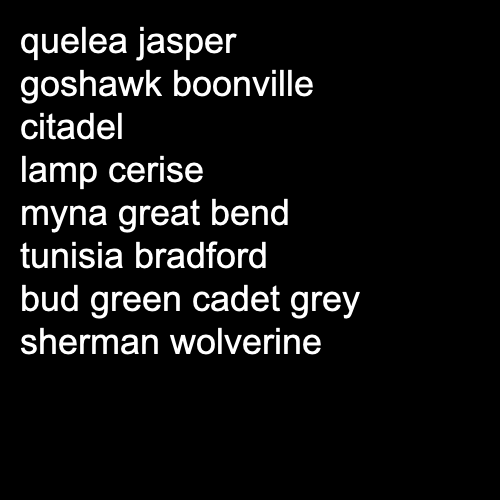 quelea jasper
goshawk boonville
citadel
lamp cerise
myna great bend
tunisia bradford
bud green cadet grey
sherman wolverine